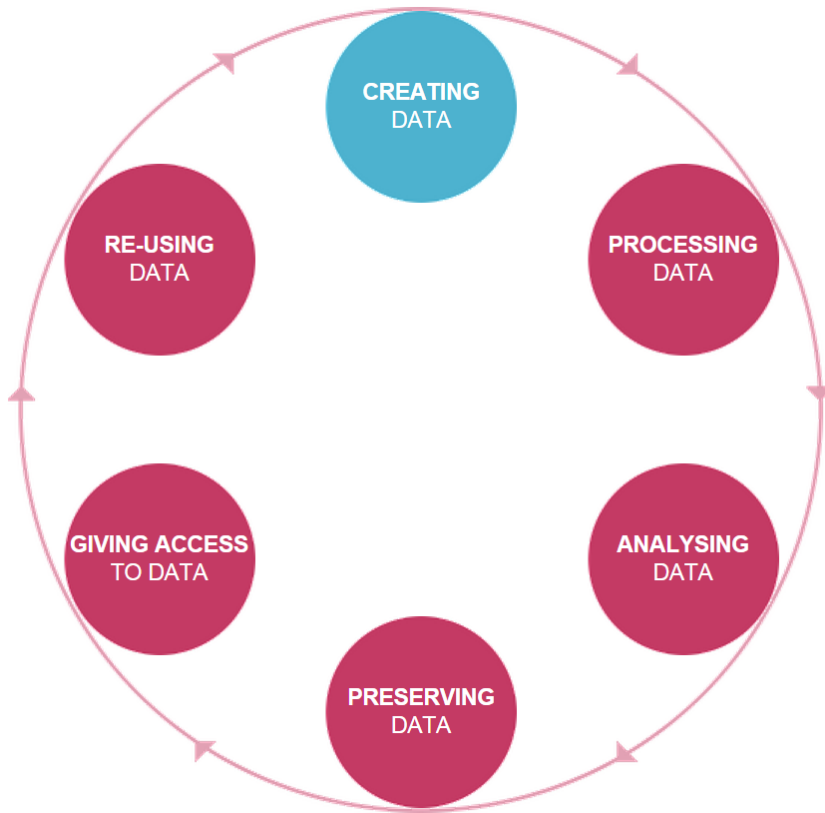 CREATING
DATA
PROCESSING
DATA
ANALYSING
DATA
PRESERVING
DATA
GIVING ACCESS
TO DATA
RE-USING
DATA